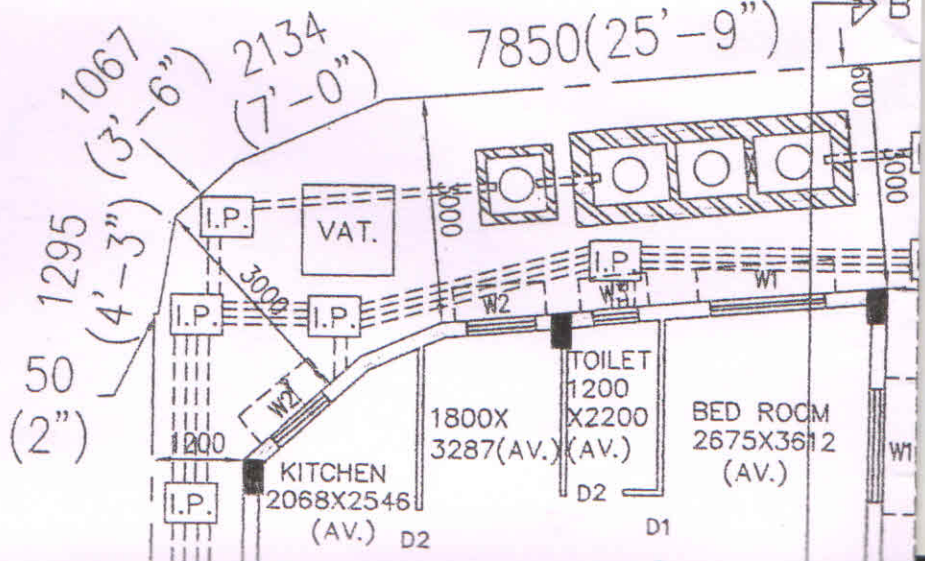 B
7850(25'-9")
2134
(7'-0")
1067
(3'-6")
600
3000
3000
I.P.
VAT.
1295
(4'-3")
3000
I.P.
I.P.
I.P.
W2
W1
50
(2")
W2
1200
TOILET
1200
X2200
(AV.)
1800X
3287(AV.)
BED ROOM
2675X3612
(AV.)
W1
KITCHEN
2068X2546
(AV.)
I.P.
D2
D2
D1